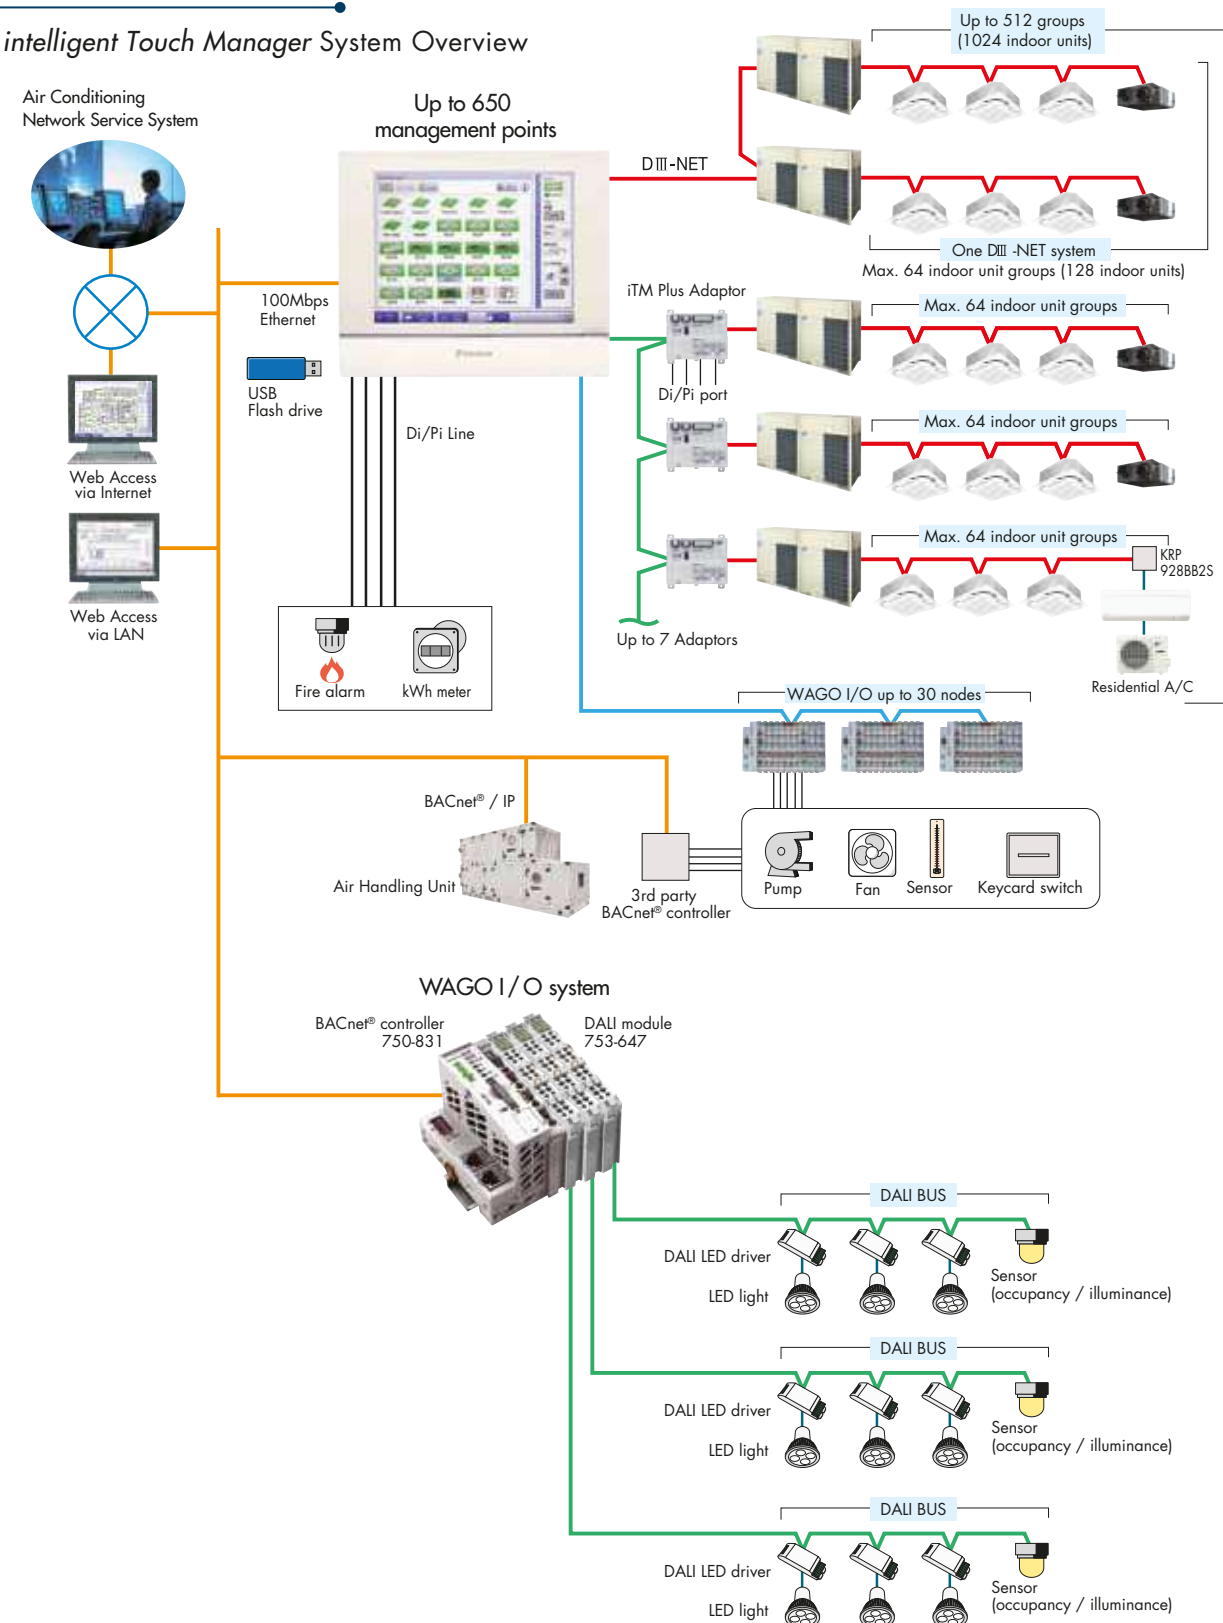 intelligent Touch Manager System Overview
Up to 512 groups
(1024 indoor units)
Air Conditioning
Network Service System
Up to 650
management points
DⅢ-NET
One DⅢ -NET system
Max. 64 indoor unit groups (128 indoor units)
100Mbps
Ethernet
iTM Plus Adaptor
Max. 64 indoor unit groups
USB
Flash drive
Di/Pi port
Di/Pi Line
Max. 64 indoor unit groups
Web Access
via Internet
Max. 64 indoor unit groups
KRP
928BB2S
Web Access
via LAN
Up to 7 Adaptors
Fire alarm
kWh meter
Residential A/C
WAGO I/O up to 30 nodes
BACnet® / IP
Air Handling Unit
3rd party
BACnet® controller
Pump
Fan
Sensor
Keycard switch
WAGO I/O system
BACnet® controller
750-831
DALI module
753-647
DALI BUS
DALI LED driver
LED light
Sensor
(occupancy / illuminance)
DALI BUS
DALI LED driver
LED light
Sensor
(occupancy / illuminance)
DALI BUS
DALI LED driver
LED light
Sensor
(occupancy / illuminance)